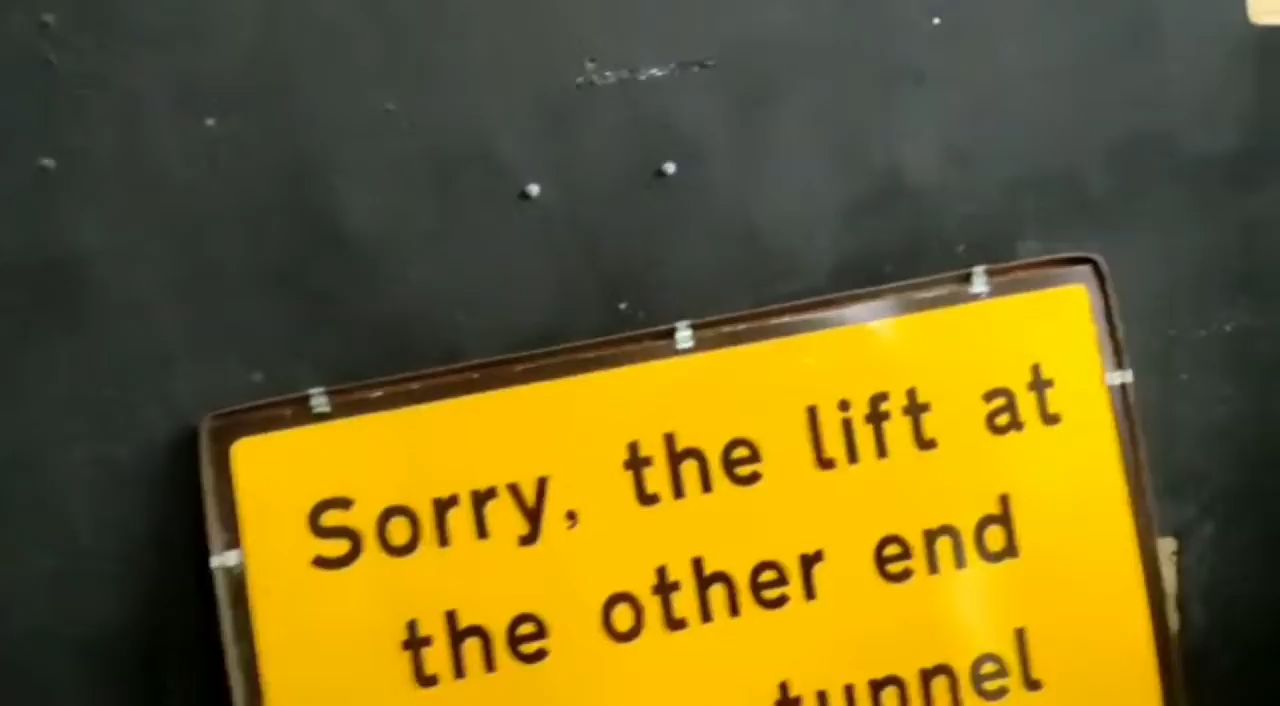 Sorry, the lift at
the other end
tunnel